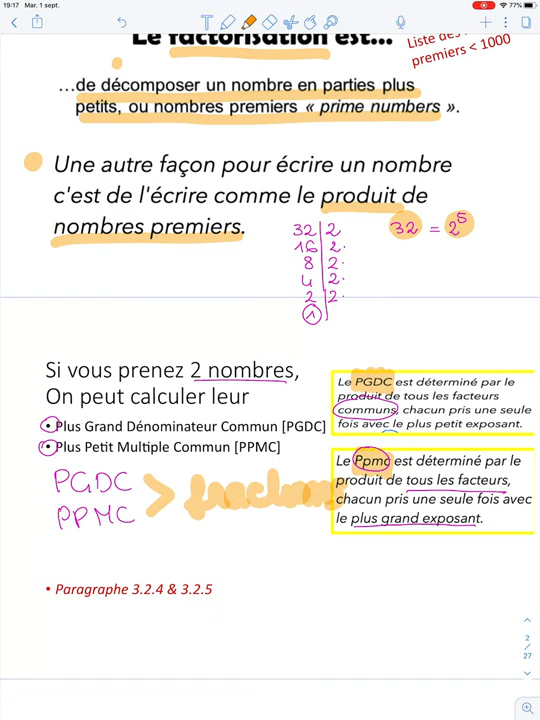 19:17 Mar. 1 sept. 77 %
Le factorisation est...
Liste des
premiers < 1000
...de décomposer un nombre en parties plus
petits, ou nombres premiers « prime numbers ».
Une autre façon pour écrire un nombre
c'est de l'écrire comme le produit de
nombres premiers.
32 | 2
16 | 2.
8 | 2.
4 | 2.
2 | 2.
1
32 = 2⁵
Si vous prenez 2 nombres,
On peut calculer leur
• Plus Grand Dénominateur Commun [PGDC]
• Plus Petit Multiple Commun [PPMC]
Le PGDC est déterminé par le
produit de tous les facteurs
communs, chacun pris une seule
fois avec le plus petit exposant.
Le Ppmc est déterminé par le
produit de tous les facteurs,
chacun pris une seule fois avec
le plus grand exposant.
PGDC
PPMC
> fractions
• Paragraphe 3.2.4 & 3.2.5
2
/
27